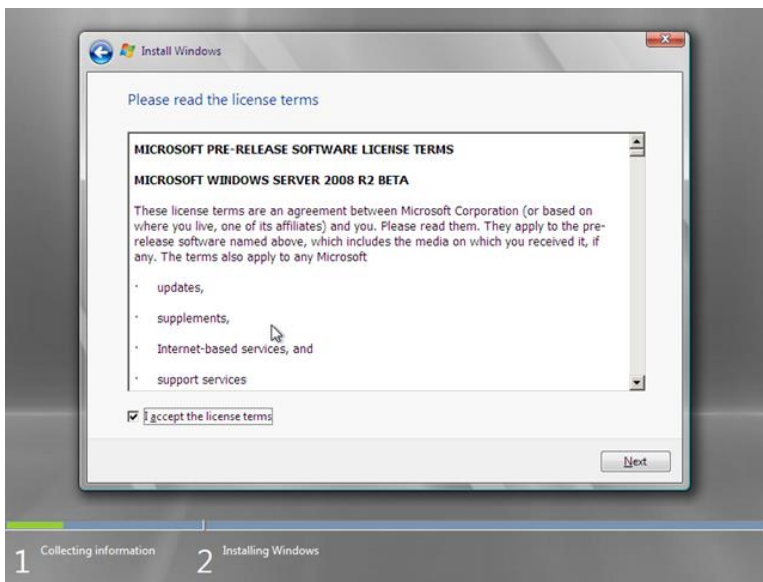 Install Windows
Please read the license terms
MICROSOFT PRE-RELEASE SOFTWARE LICENSE TERMS
MICROSOFT WINDOWS SERVER 2008 R2 BETA
These license terms are an agreement between Microsoft Corporation (or based on
where you live, one of its affiliates) and you. Please read them. They apply to the pre-
release software named above, which includes the media on which you received it, if
any. The terms also apply to any Microsoft
· updates,
· supplements,
· Internet-based services, and
· support services
I accept the license terms
Next
1 Collecting information
2 Installing Windows